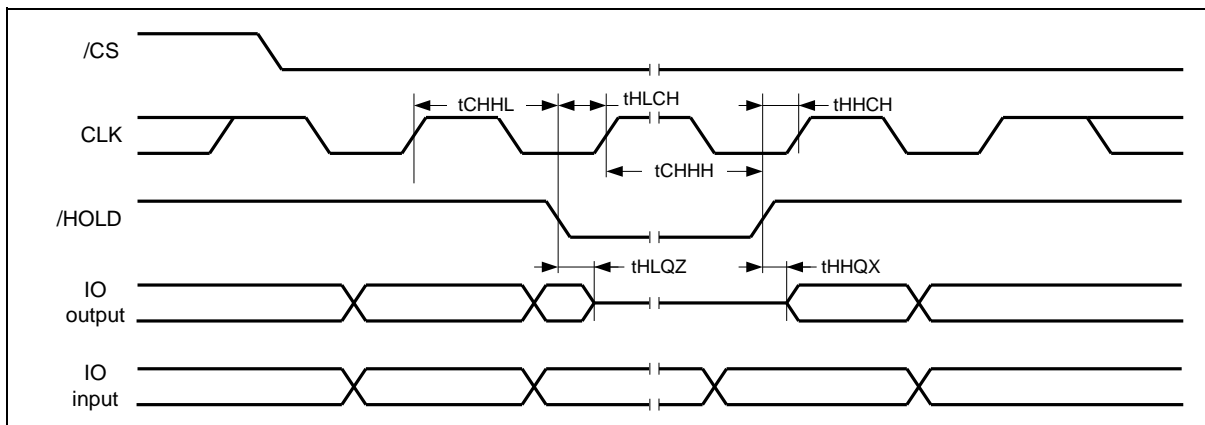 /CS
tCHHL
tHLCH
tHHCH
CLK
tCHHH
/HOLD
tHLQZ
tHHQX
IO
output
IO
input